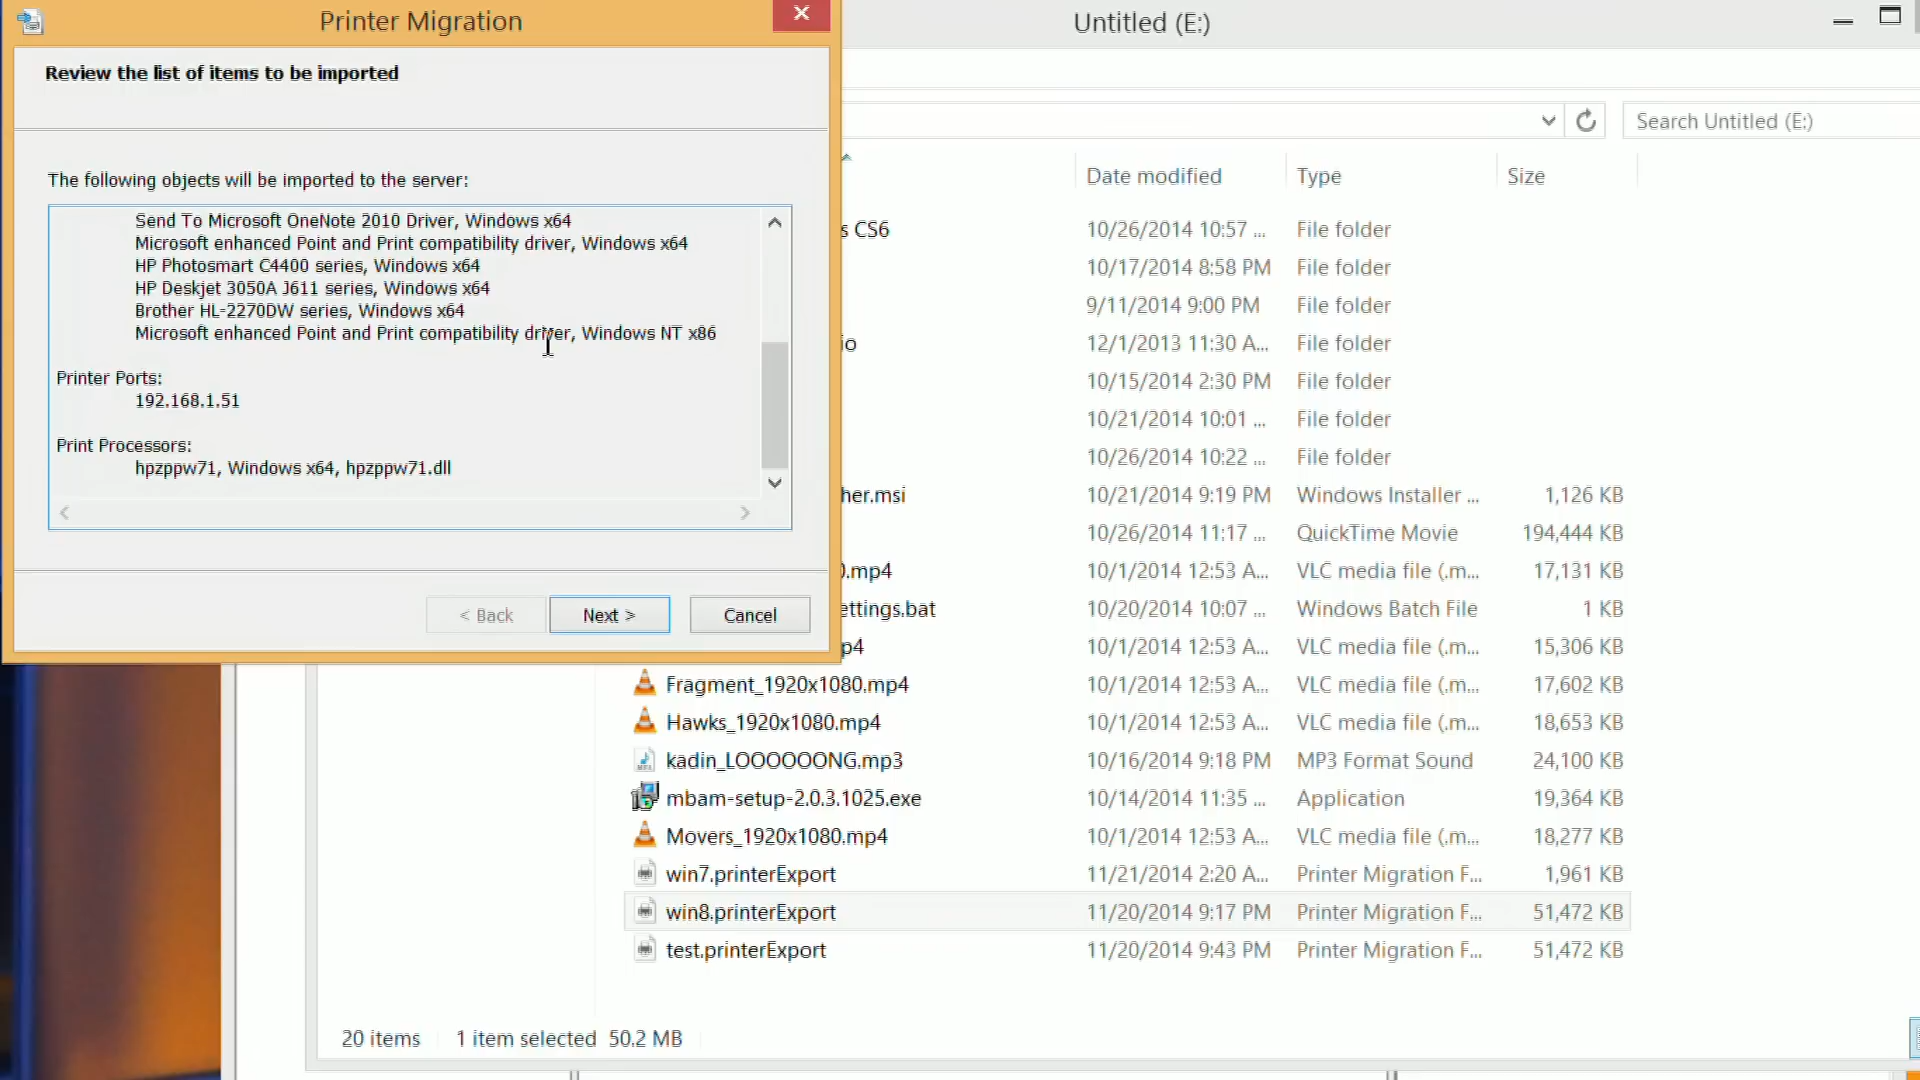 Printer Migration
Review the list of items to be imported
The following objects will be imported to the server:
Send To Microsoft OneNote 2010 Driver, Windows x64
Microsoft enhanced Point and Print compatibility driver, Windows x64
HP Photosmart C4400 series, Windows x64
HP Deskjet 3050A J611 series, Windows x64
Brother HL-2270DW series, Windows x64
Microsoft enhanced Point and Print compatibility driver, Windows NT x86
Printer Ports:
192.168.1.51
Print Processors:
hpzppw71, Windows x64, hpzppw71.dll
< Back
Next >
Cancel
Untitled (E:)
Search Untitled (E:)
Date modified Type Size
s CS6 10/26/2014 10:57 ... File folder
10/17/2014 8:58 PM File folder
9/11/2014 9:00 PM File folder
io 12/1/2013 11:30 A... File folder
10/15/2014 2:30 PM File folder
10/21/2014 10:01 ... File folder
10/26/2014 10:22 ... File folder
her.msi 10/21/2014 9:19 PM Windows Installer ... 1,126 KB
10/26/2014 11:17 ... QuickTime Movie 194,444 KB
0.mp4 10/1/2014 12:53 A... VLC media file (.m... 17,131 KB
ettings.bat 10/20/2014 10:07 ... Windows Batch File 1 KB
p4 10/1/2014 12:53 A... VLC media file (.m... 15,306 KB
Fragment_1920x1080.mp4 10/1/2014 12:53 A... VLC media file (.m... 17,602 KB
Hawks_1920x1080.mp4 10/1/2014 12:53 A... VLC media file (.m... 18,653 KB
kadin_LOOOOOONG.mp3 10/16/2014 9:18 PM MP3 Format Sound 24,100 KB
mbam-setup-2.0.3.1025.exe 10/14/2014 11:35 ... Application 19,364 KB
Movers_1920x1080.mp4 10/1/2014 12:53 A... VLC media file (.m... 18,277 KB
win7.printerExport 11/21/2014 2:20 A... Printer Migration F... 1,961 KB
win8.printerExport 11/20/2014 9:17 PM Printer Migration F... 51,472 KB
test.printerExport 11/20/2014 9:43 PM Printer Migration F... 51,472 KB
20 items 1 item selected 50.2 MB